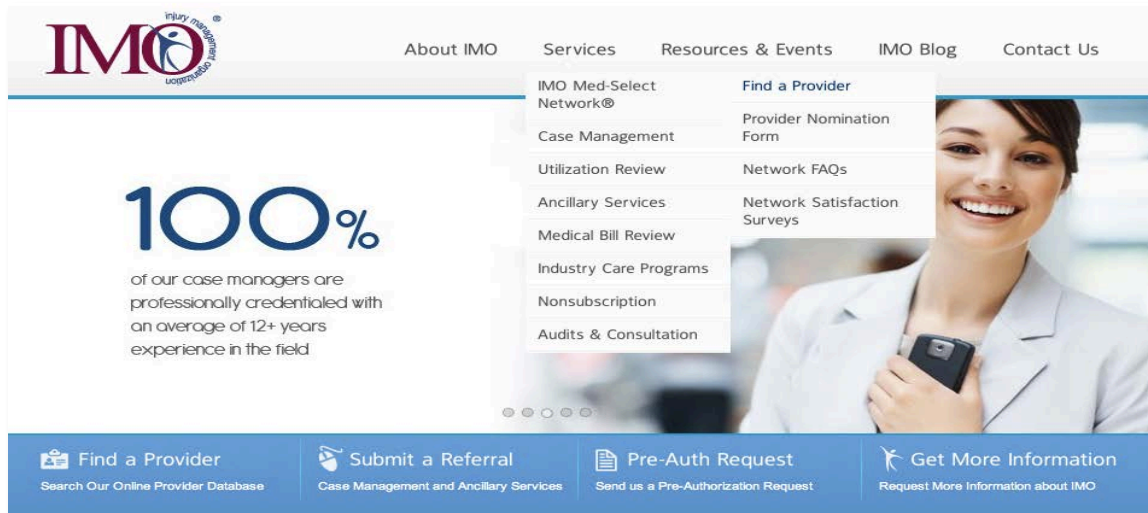 IMO
injury management organization
®
About IMO
Services
Resources & Events
IMO Blog
Contact Us
IMO Med-Select
Network®
Case Management
Utilization Review
Ancillary Services
Medical Bill Review
Industry Care Programs
Nonsubscription
Audits & Consultation
Find a Provider
Provider Nomination
Form
Network FAQs
Network Satisfaction
Surveys
100%
of our case managers are
professionally credentialed with
an average of 12+ years
experience in the field
Find a Provider
Search Our Online Provider Database
Submit a Referral
Case Management and Ancillary Services
Pre-Auth Request
Send us a Pre-Authorization Request
Get More Information
Request More Information about IMO